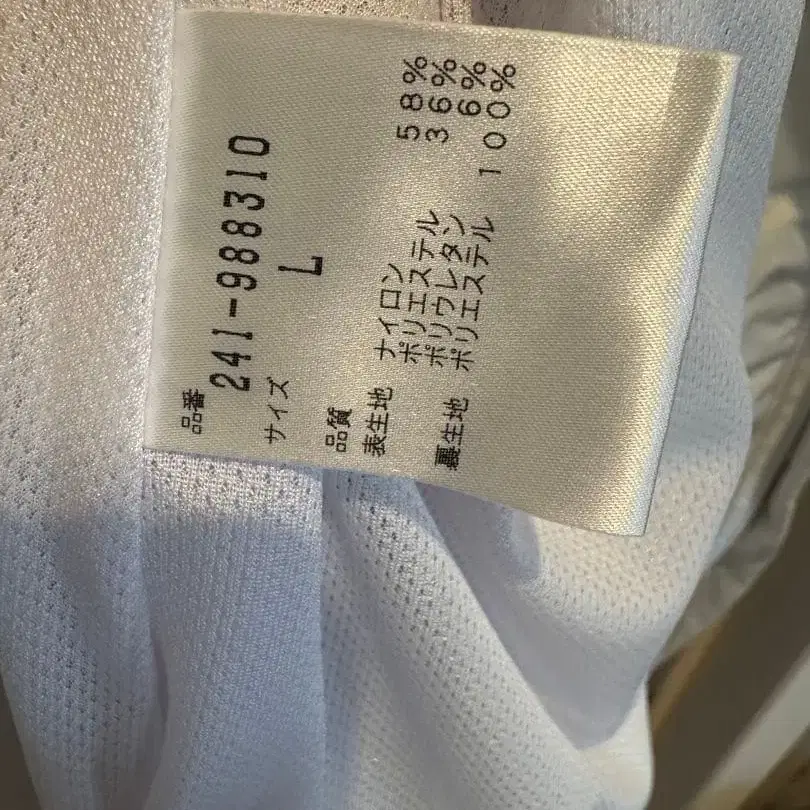 品番
241-988310
サイズ L
品質
表生地 ナイロン 58%
ポリエステル 36%
ポリウレタン 6%
裏生地 ポリエステル 100%